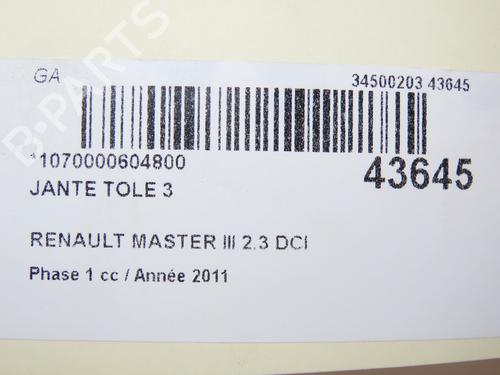 GA
34500203 43645
*1070000604800
43645
JANTE TOLE 3
RENAULT MASTER III 2.3 DCI
Phase 1 cc / Année 2011
B-PARTS